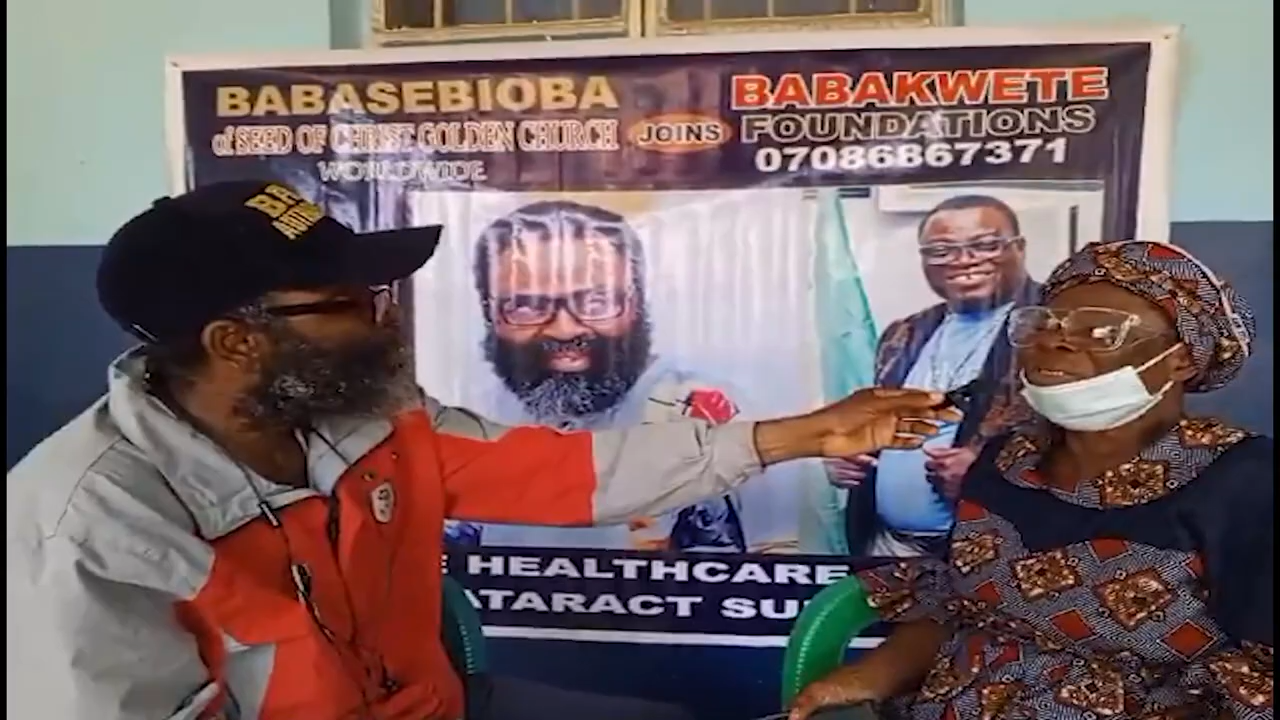 BABASEBIOBA
of SEED OF CHRIST GOLDEN CHURCH
WORLDWIDE
JOINS
BABAKWETE
FOUNDATIONS
07086867371
HEALTHCARE